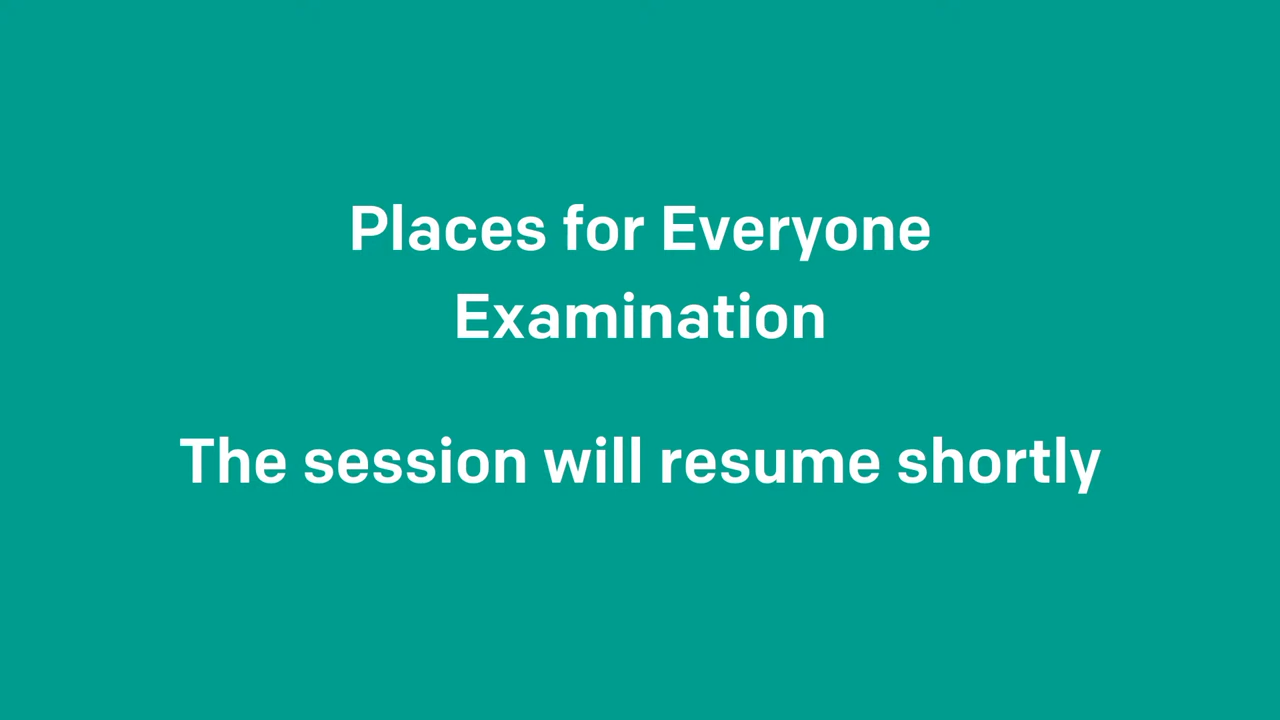 Places for Everyone
Examination
The session will resume shortly